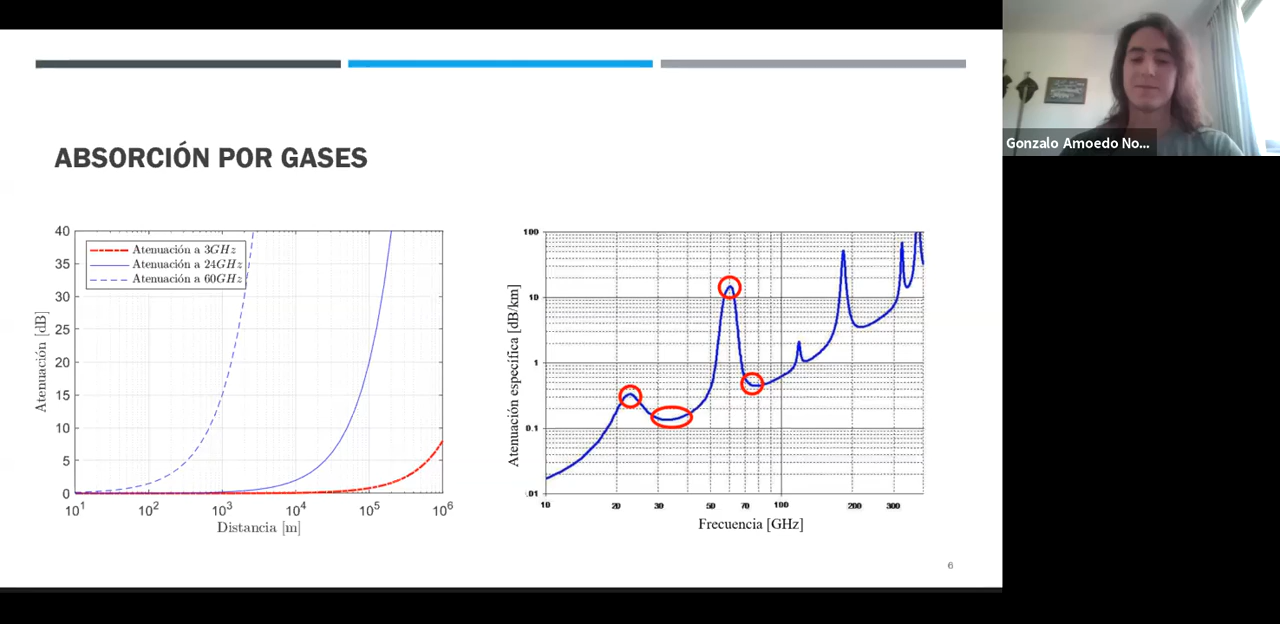 Gonzalo Amoedo No...
ABSORCIÓN POR GASES
Atenuación a 3GHz
Atenuación a 24GHz
Atenuación a 60GHz
40
35
30
25
20
15
10
5
0
Atenuación [dB]
10^1 10^2 10^3 10^4 10^5 10^6
Distancia [m]
100
10
1
0.1
.01
Atenuación específica [dB/km]
10 20 30 50 70 100 200 300
Frecuencia [GHz]
6